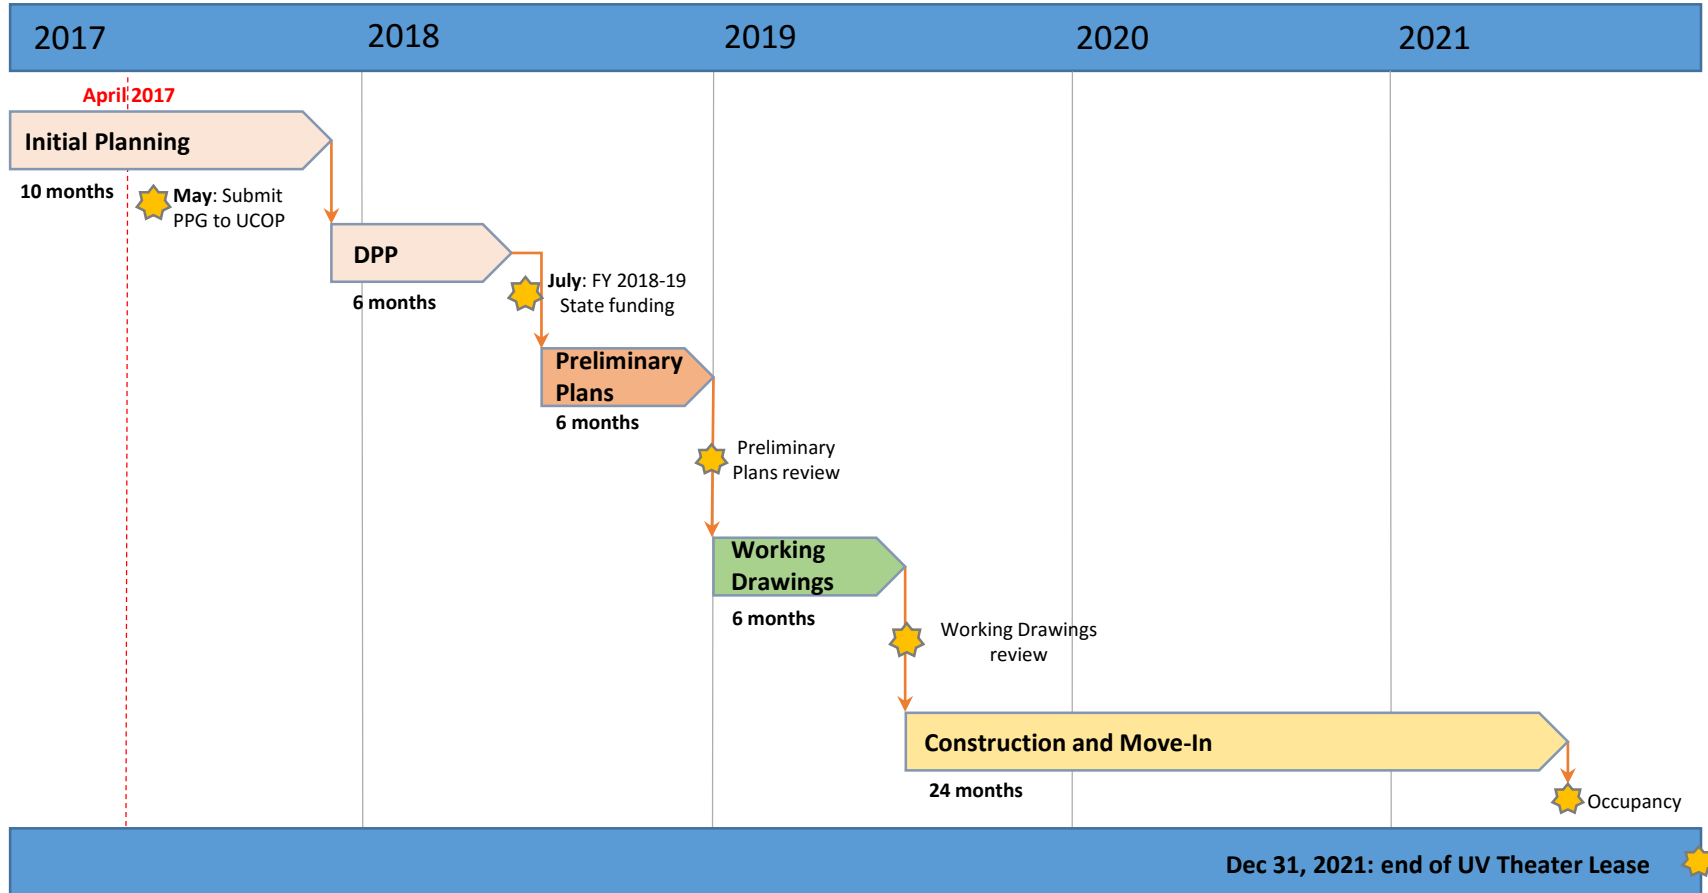 2017 2018 2019 2020 2021
April 2017
Initial Planning
10 months
May: Submit
PPG to UCOP
DPP
6 months
July: FY 2018-19
State funding
Preliminary
Plans
6 months
Preliminary
Plans review
Working
Drawings
6 months
Working Drawings
review
Construction and Move-In
24 months
Occupancy
Dec 31, 2021: end of UV Theater Lease